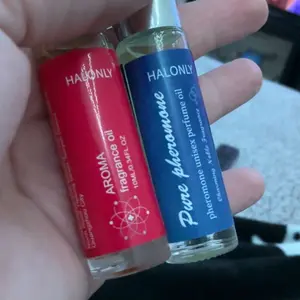 HALONLY
AROMA
fragrance oil
10ML/0.34FL.OZ
HALONLY
Pure pheromone
pheromone unisex perfume oil